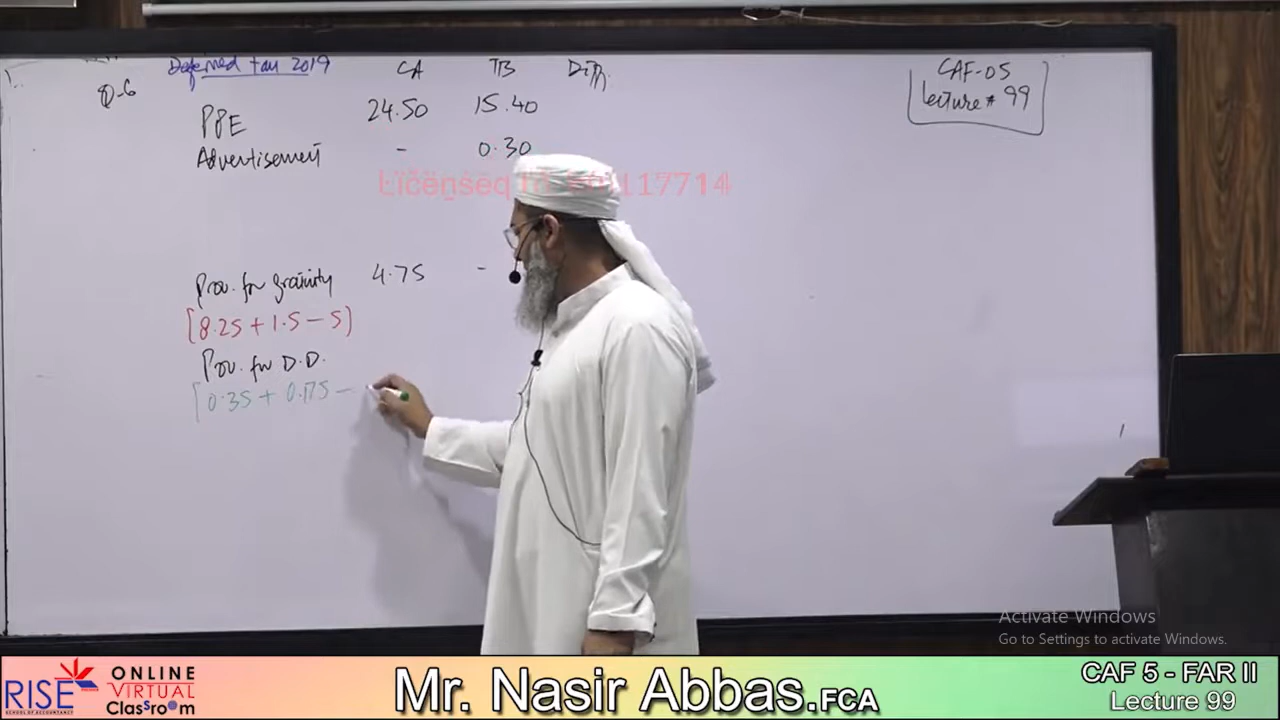 Q-6 Deferred tax 2019 CA TB Diff.
CAF-05
Lecture # 99
PPE 24.50 15.40
Advertisement - 0.30
Prov. for gratuity 4.75 -
[8.25 + 1.5 - 5]
Prov. for D.D.
[0.35 + 0.175 -
Activate Windows
Go to Settings to activate Windows.
RISE
SCHOOL OF ACCOUNTANCY
ONLINE
VIRTUAL
Classroom
Mr. Nasir Abbas.FCA
CAF 5 - FAR II
Lecture 99